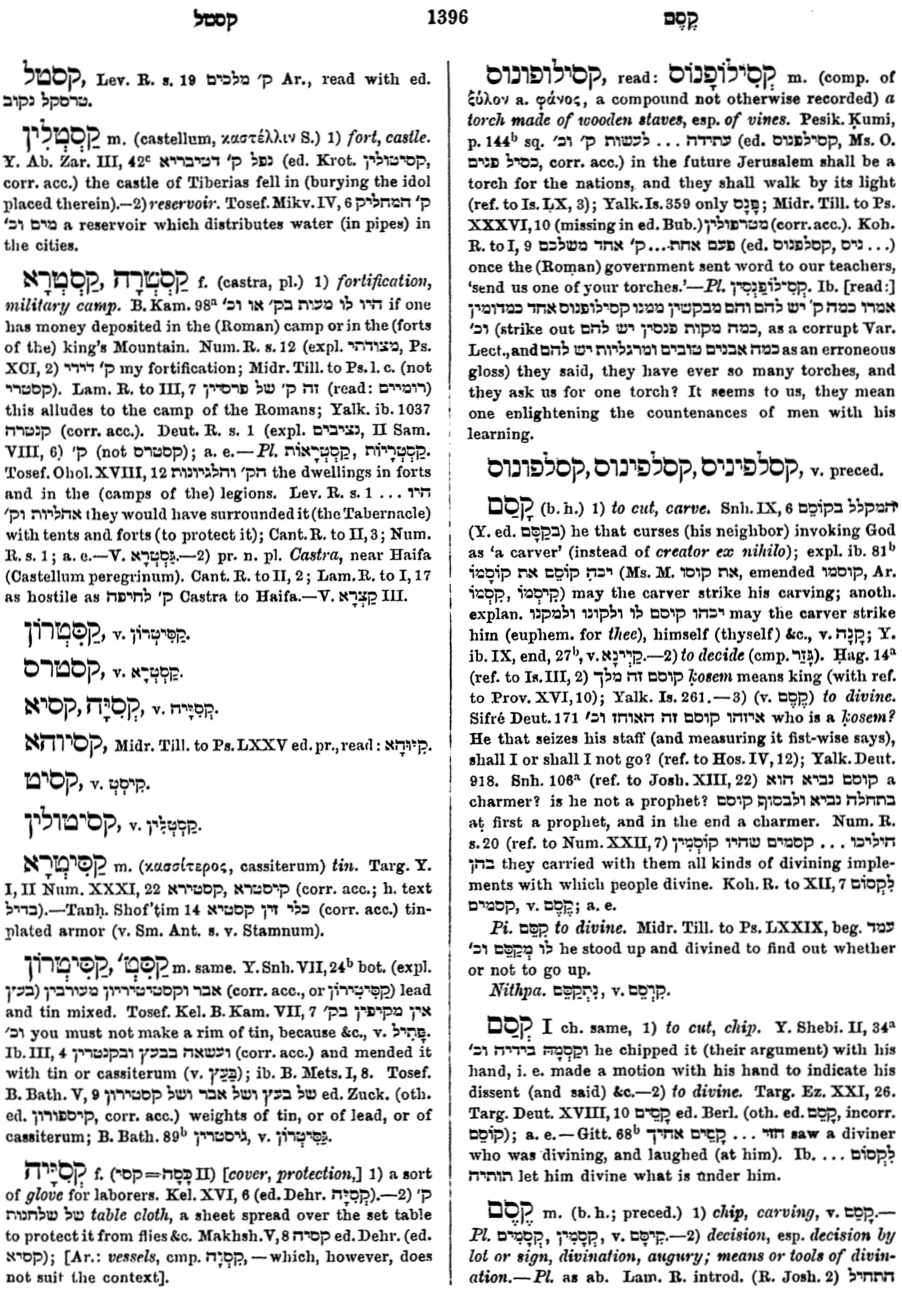 קסטל 1396 קֶסֶם
קסטל, Lev. R. s. 19 ק׳ מלכים Ar., read with ed.
טרסקל נקוב.
קַסְטֵלִין m. (castellum, καστέλλιν S.) 1) fort, castle.
Y. Ab. Zar. III, 42ᶜ נפל ק׳ דטיבריא (ed. Krot. קסיטולין,
corr. acc.) the castle of Tiberias fell in (burying the idol
placed therein).—2) reservoir. Tosef. Mikv. IV, 6 ק׳ המחליק
מים וכ׳ a reservoir which distributes water (in pipes) in
the cities.
קַסְטְרָה, קַסְטְרָא f. (castra, pl.) 1) fortification,
military camp. B. Kam. 98ᵃ היו לו מעות בק׳ או וכ׳ if one
has money deposited in the (Roman) camp or in the (forts
of the) king's Mountain. Num. R. s. 12 (expl. מצודתי, Ps.
XCI, 2) ק׳ דידי my fortification; Midr. Till. to Ps. l. c. (not
קסטרי). Lam. R. to III, 7 זה ק׳ של פרסיין (read: רומיים)
this alludes to the camp of the Romans; Yalk. ib. 1037
קנטרה (corr. acc.). Deut. R. s. 1 (expl. נציבים, II Sam.
VIII, 6) ק׳ (not קסטרס); a. e.—Pl. קַסְטְרָאוֹת, קַסְטְרִיּוֹת.
Tosef. Ohol. XVIII, 12 הק׳ והלגיונות the dwellings in forts
and in the (camps of the) legions. Lev. R. s. 1 היו ...
אהליות וק׳ they would have surrounded it (the Tabernacle)
with tents and forts (to protect it); Cant. R. to II, 3; Num.
R. s. 1; a. e.—V. גַּסְטְרָא.—2) pr. n. pl. Castra, near Haifa
(Castellum peregrinum). Cant. R. to II, 2; Lam. R. to I, 17
as hostile as ק׳ לחיפה Castra to Haifa.—V. קַצְרָא III.
קַסִּטְרוֹן, v. קַסִּיטְרוֹן.
קסטרס, v. קַסְטְרָא.
קְסִיָּה, קסיא, v. קְסִיָּיה.
קסיוהא, Midr. Till. to Ps. LXXV ed. pr., read: קִיּוּהָא.
קסיט, v. קִיסְט.
קסיטולין, v. קַסְטֵלִין.
קַסִּיטְרָא m. (κασσίτερος, cassiterum) tin. Targ. Y.
I, II Num. XXXI, 22 קיסטרא, קסטירא (corr. acc.; h. text
בדיל).—Tanḥ. Shof'ṭim 14 כלי זין קסטיא (corr. acc.) tin-
plated armor (v. Sm. Ant. s. v. Stamnum).
קַסִּיטְרוֹן, קַסִּט׳ m. same. Y. Snh. VII, 24ᵇ bot. (expl.
בעץ) אבר וקסטיטיריון מעורבין (corr. acc., or קַסִּיטֵירוֹן) lead
and tin mixed. Tosef. Kel. B. Kam. VII, 7 אין מקיפין בק׳
וכ׳ you must not make a rim of tin, because &c., v. פָּתִיל.
Ib. III, 4 ועשאה בבעץ ובקנטרין (corr. acc.) and mended it
with tin or cassiterum (v. בַּעַץ); ib. B. Mets. I, 8. Tosef.
B. Bath. V, 9 של בעץ ושל אבר ושל קסטירון ed. Zuck. (oth.
ed. קיספורון, corr. acc.) weights of tin, or of lead, or of
cassiterum; B. Bath. 89ᵇ גיסטרין, v. גַּסִּיטְרוֹן.
קְסִיָּיה f. (קסי=כָּסָה II) [cover, protection,] 1) a sort
of glove for laborers. Kel. XVI, 6 (ed. Dehr. קְסִיָּה).—2) ק׳
של שלחנות table cloth, a sheet spread over the set table
to protect it from flies &c. Makhsh. V, 8 קסיה ed. Dehr. (ed.
קסיא); [Ar.: vessels, cmp. קַסְוָה,—which, however, does
not suit the context].
קסילופונוס, read: קְסִילוֹפָנוֹס m. (comp. of
ξύλον a. φάνος, a compound not otherwise recorded) a
torch made of wooden staves, esp. of vines. Pesik. Ḳumi,
p. 144ᵇ sq. עתידה ... לעשות ק׳ וכ׳ (ed. קסילפנוס, Ms. O.
כסיל פנים, corr. acc.) in the future Jerusalem shall be a
torch for the nations, and they shall walk by its light
(ref. to Is. LX, 3); Yalk. Is. 359 only פָּנָס; Midr. Till. to Ps.
XXXVI, 10 (missing in ed. Bub.) מטרפולין (corr. acc.). Koh.
R. to I, 9 פעם אחת...ק׳ אחד משלכם (ed. קסלפנוס, ניס ...)
once the (Roman) government sent word to our teachers,
'send us one of your torches.'—Pl. קְסִילוֹפַנְסִין. Ib. [read:]
אמרו כמה ק׳ יש להם והם מבקשין ממנו קסילופנוס אחד כמדומין
וכ׳ (strike out כמה מקות פנסין יש להם, as a corrupt Var.
Lect., and כמה אבנים טובים ומרגליות יש להם as an erroneous
gloss) they said, they have ever so many torches, and
they ask us for one torch? It seems to us, they mean
one enlightening the countenances of men with his
learning.
קסלפיניס, קסלפינוס, קסלפונוס, v. preced.
קָסַם (b. h.) 1) to cut, carve. Snh. IX, 6 המקלל בקוסם
(Y. ed. בקסם) he that curses (his neighbor) invoking God
as 'a carver' (instead of creator ex nihilo); expl. ib. 81ᵇ
יכה קוסם את קוסמו (Ms. M. את קוסו, emended קוסמו, Ar.
קִיסְמוֹ, קִסְמוֹ) may the carver strike his carving; anoth.
explan. יכהו קוסם לו ולקונו ולמקנו may the carver strike
him (euphem. for thee), himself (thyself) &c., v. קָנָה; Y.
ib. IX, end, 27ᵇ, v. קַיְינָא.—2) to decide (cmp. גָּזַר). Ḥag. 14ᵃ
(ref. to Is. III, 2) קוסם זה מלך ḳosem means king (with ref.
to Prov. XVI, 10); Yalk. Is. 261.—3) (v. קֶסֶם) to divine.
Sifré Deut. 171 איזהו קוסם זה האוחז וכ׳ who is a ḳosem?
He that seizes his staff (and measuring it fist-wise says),
shall I or shall I not go? (ref. to Hos. IV, 12); Yalk. Deut.
918. Snh. 106ᵃ (ref. to Josh. XIII, 22) קוסם נביא הוא a
charmer? is he not a prophet? בתחלה נביא ולבסוף קוסם
at first a prophet, and in the end a charmer. Num. R.
s. 20 (ref. to Num. XXII, 7) הוליכו ... קסמים שהיו קוֹסְמִין
בהן they carried with them all kinds of divining imple-
ments with which people divine. Koh. R. to XII, 7 לקסום
קסמים, v. קֶסֶם; a. e.
Pi. קִסֵּם to divine. Midr. Till. to Ps. LXXIX, beg. עמד
לו מְקַסֵּם וכ׳ he stood up and divined to find out whether
or not to go up.
Nithpa. נִתְקַסֵּם, v. קִרְסֵם.
קְסַם I ch. same, 1) to cut, chip. Y. Shebi. II, 34ᵃ
וקסמה בידיה וכ׳ he chipped it (their argument) with his
hand, i. e. made a motion with his hand to indicate his
dissent (and said) &c.—2) to divine. Targ. Ez. XXI, 26.
Targ. Deut. XVIII, 10 קָסֵים ed. Berl. (oth. ed. קְסַם, incorr.
קוֹסֵם); a. e.—Gitt. 68ᵇ חזי ... קָסֵים אחיך saw a diviner
who was divining, and laughed (at him). Ib. ... לקסום
תותיה let him divine what is under him.
קֶסֶם m. (b. h.; preced.) 1) chip, carving, v. קֵסָם.—
Pl. קְסָמִים, קְסָמִין, v. קֵיסָם.—2) decision, esp. decision by
lot or sign, divination, augury; means or tools of divin-
ation.—Pl. as ab. Lam. R. introd. (R. Josh. 2) התחיל